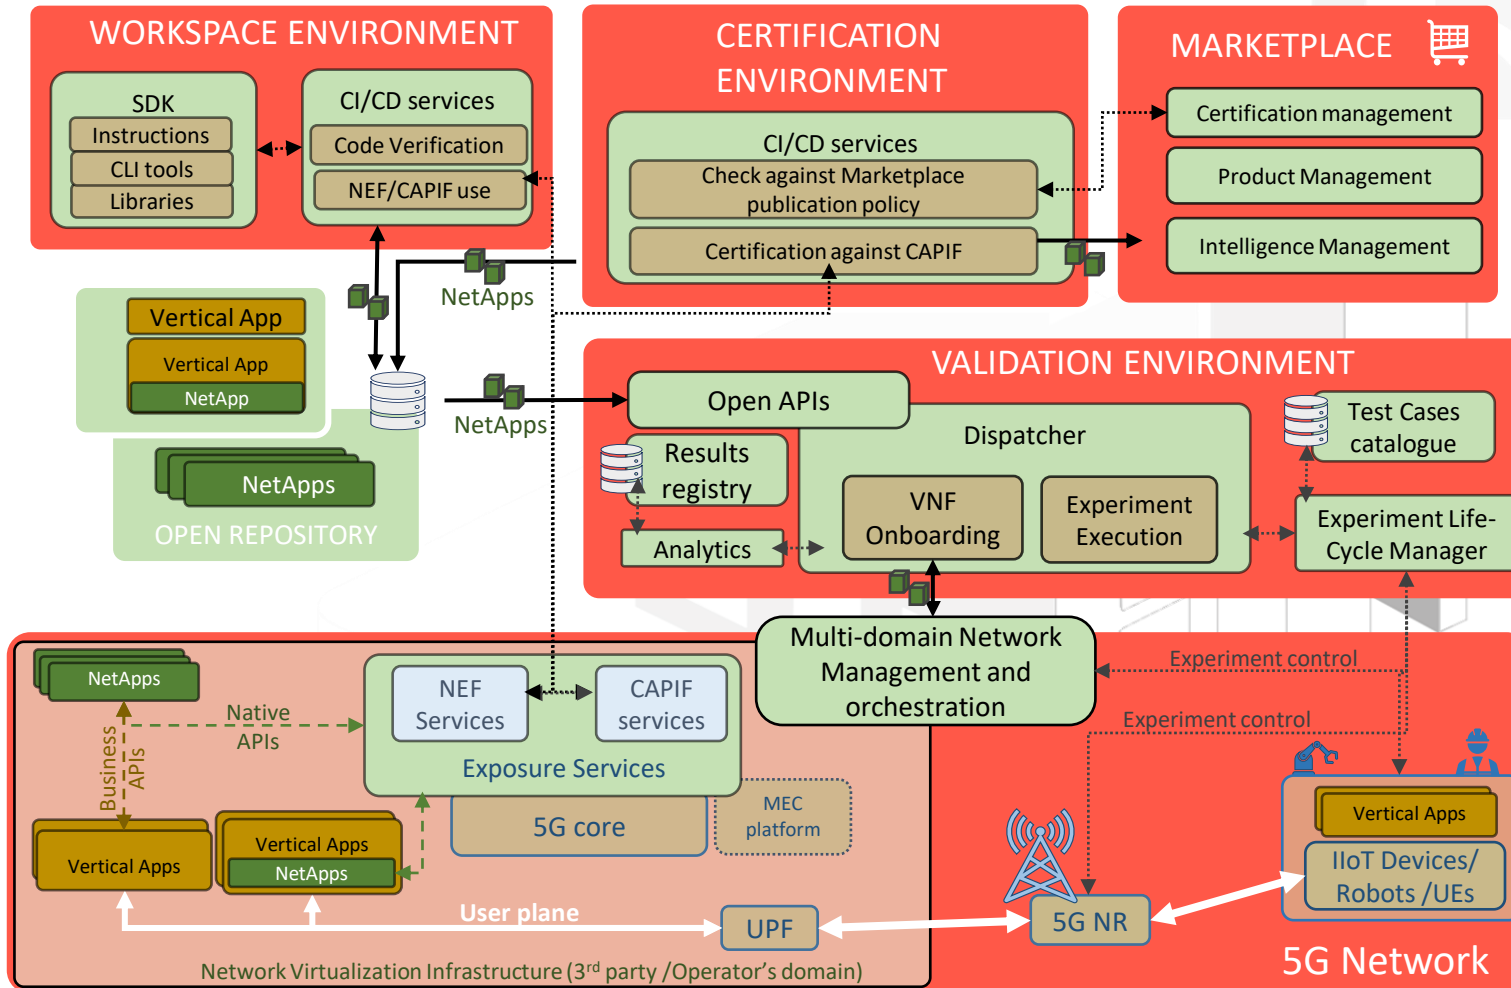 WORKSPACE ENVIRONMENT
SDK
Instructions
CLI tools
Libraries
CI/CD services
Code Verification
NEF/CAPIF use
CERTIFICATION
ENVIRONMENT
CI/CD services
Check against Marketplace
publication policy
Certification against CAPIF
MARKETPLACE
Certification management
Product Management
Intelligence Management
NetApps
Vertical App
Vertical App
NetApp
NetApps
OPEN REPOSITORY
NetApps
VALIDATION ENVIRONMENT
Open APIs
Dispatcher
Results
registry
Analytics
VNF
Onboarding
Experiment
Execution
Test Cases
catalogue
Experiment Life-
Cycle Manager
Multi-domain Network
Management and
orchestration
Experiment control
Experiment control
NetApps
Native
APIs
Business
APIs
NEF
Services
CAPIF
services
Exposure Services
5G core
MEC
platform
Vertical Apps
Vertical Apps
NetApps
User plane
UPF
5G NR
Vertical Apps
IIoT Devices/
Robots /UEs
Network Virtualization Infrastructure (3rd party /Operator's domain)
5G Network